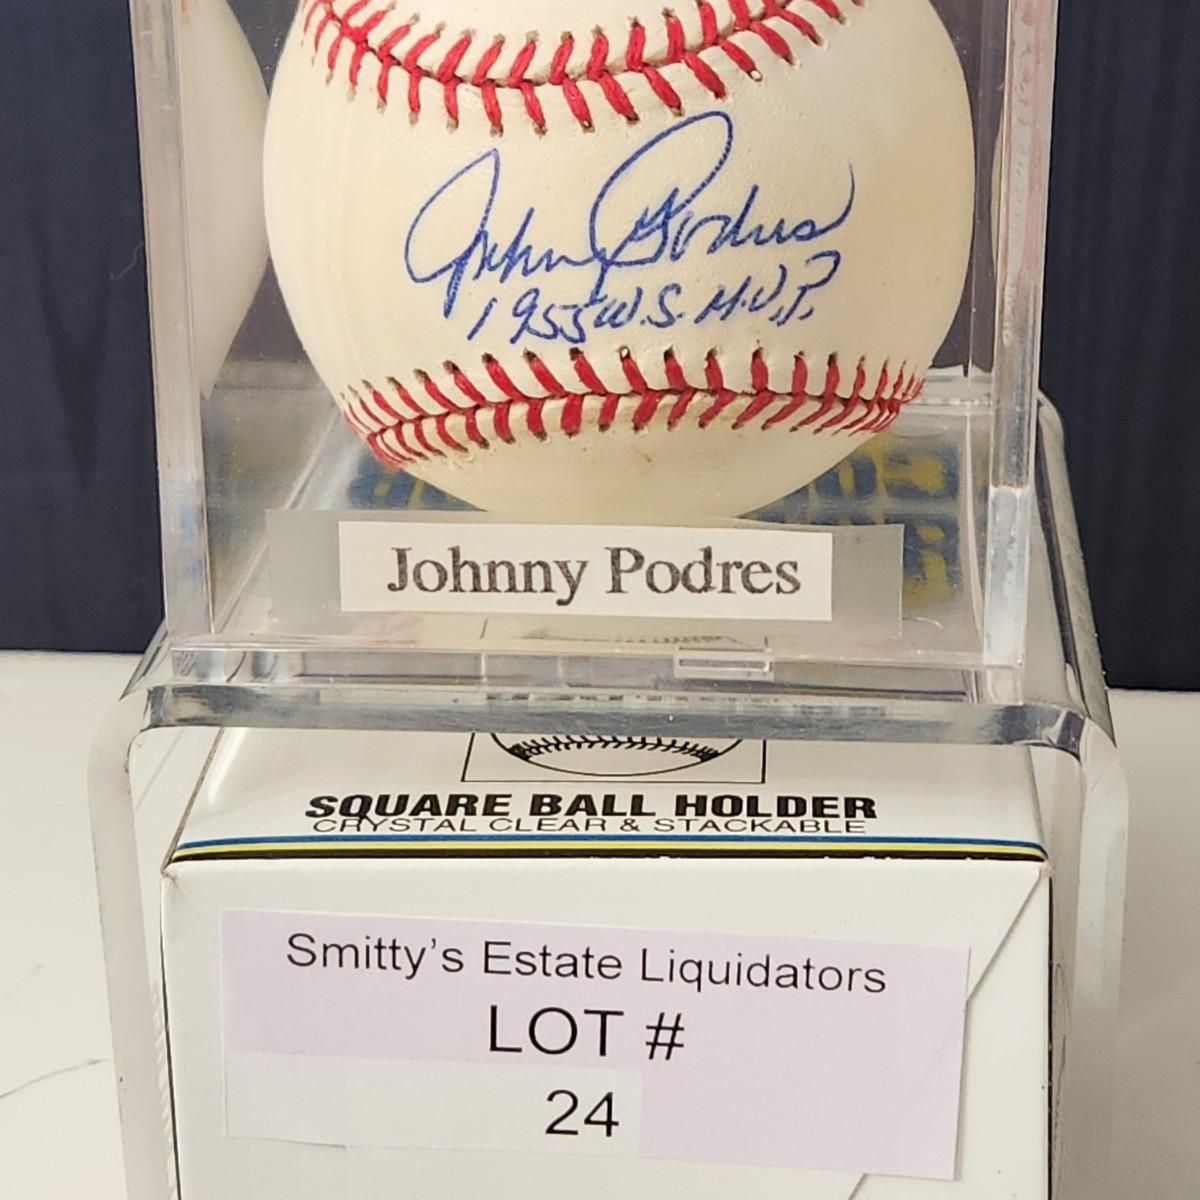 Johnny Podres
1955 W.S. M.V.P.
Johnny Podres
SQUARE BALL HOLDER
CRYSTAL CLEAR & STACKABLE
Smitty's Estate Liquidators
LOT #
24